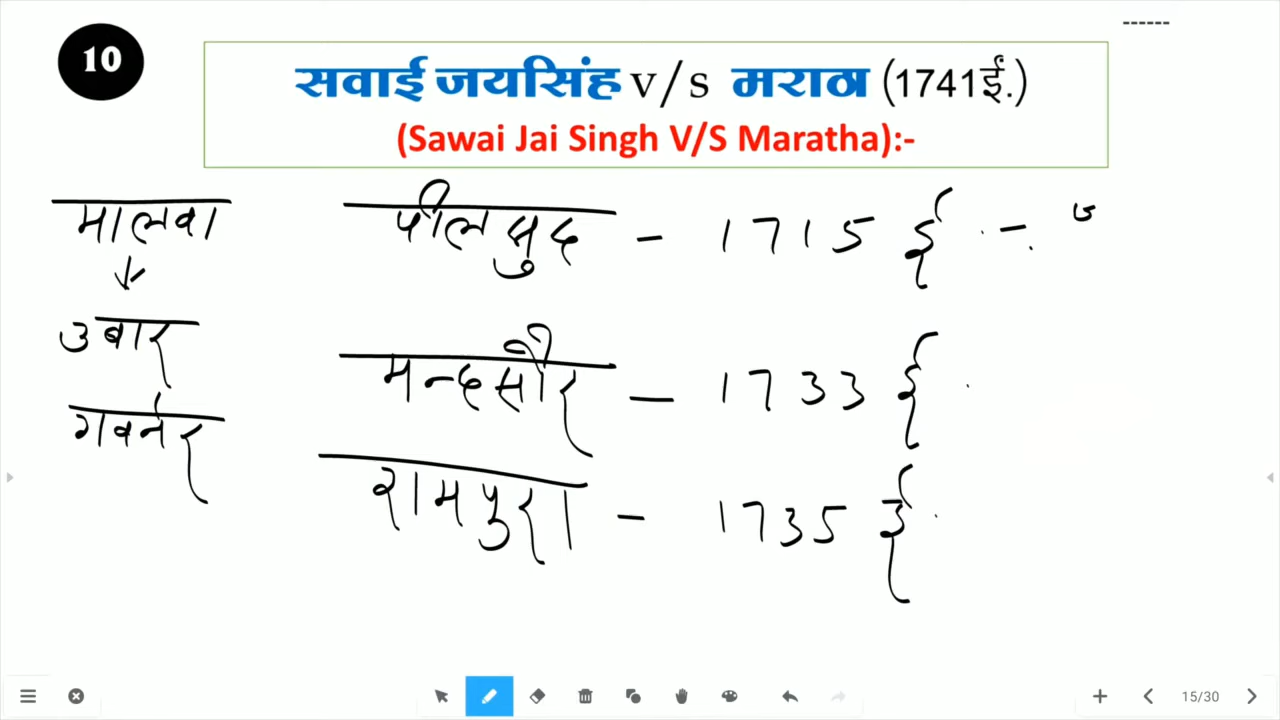 ------
10
सवाई जयसिंह v/s मराठा (1741ई.)
(Sawai Jai Singh V/S Maratha):-
मालवा
↓
उबार
गवर्नर
पीलसुद - 1715 ई. -.
मन्दसौर - 1733 ई.
रामपुरा - 1735 ई.
15/30